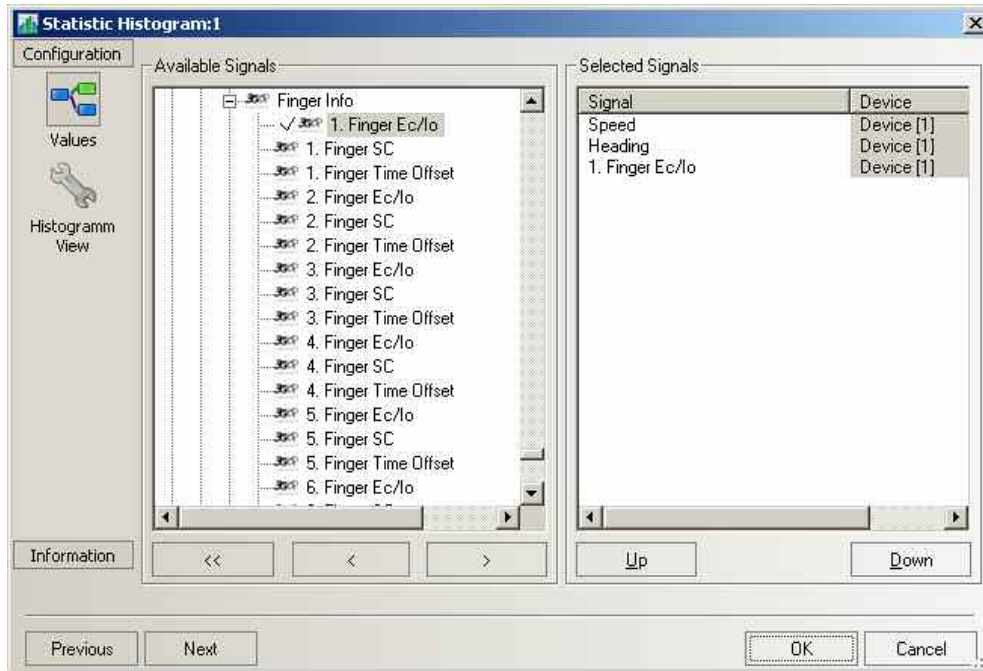 Statistic Histogram:1
Configuration
Values
Histogramm
View
Information
Available Signals
Finger Info
1. Finger Ec/Io
1. Finger SC
1. Finger Time Offset
2. Finger Ec/Io
2. Finger SC
2. Finger Time Offset
3. Finger Ec/Io
3. Finger SC
3. Finger Time Offset
4. Finger Ec/Io
4. Finger SC
4. Finger Time Offset
5. Finger Ec/Io
5. Finger SC
5. Finger Time Offset
6. Finger Ec/Io
<< < >
Selected Signals
Signal Device
Speed Device [1]
Heading Device [1]
1. Finger Ec/Io Device [1]
Up Down
Previous Next OK Cancel